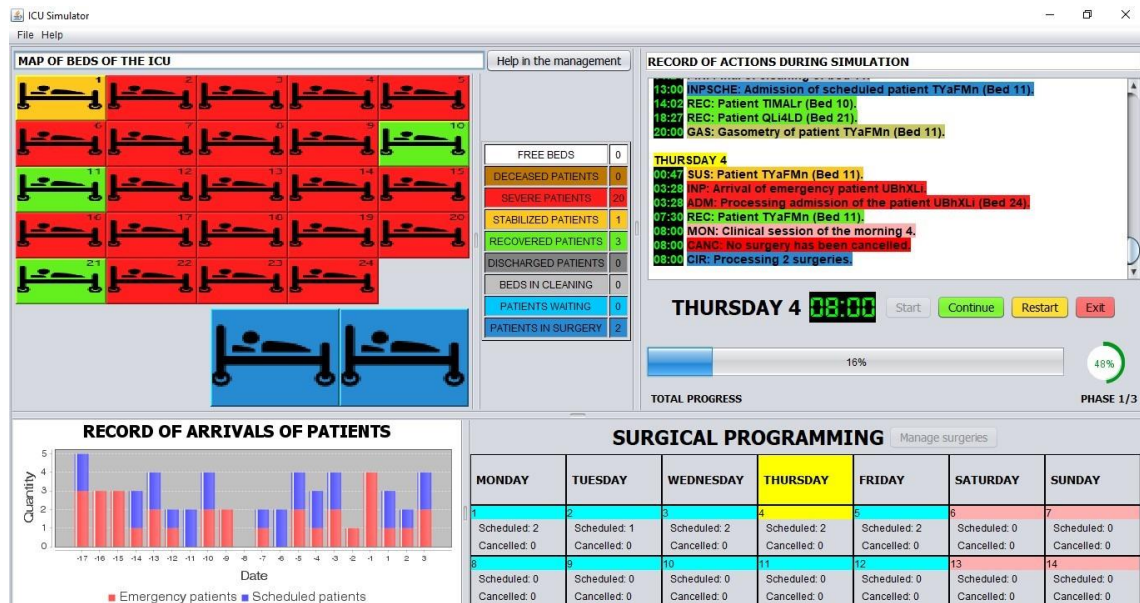 ICU Simulator
File Help
MAP OF BEDS OF THE ICU
Help in the management
1 2 3 4 5
6 7 8 9 10
11 12 13 14 15
16 17 18 19 20
21 22 23 24
FREE BEDS 0
DECEASED PATIENTS 0
SEVERE PATIENTS 20
STABILIZED PATIENTS 1
RECOVERED PATIENTS 3
DISCHARGED PATIENTS 0
BEDS IN CLEANING 0
PATIENTS WAITING 0
PATIENTS IN SURGERY 2
RECORD OF ACTIONS DURING SIMULATION
13:00 INPSCHE: Admission of scheduled patient TYaFMn (Bed 11).
14:02 REC: Patient TIMALr (Bed 10).
18:27 REC: Patient QLi4LD (Bed 21).
20:00 GAS: Gasometry of patient TYaFMn (Bed 11).
THURSDAY 4
00:47 SUS: Patient TYaFMn (Bed 11).
03:28 INP: Arrival of emergency patient UBhXLi.
03:28 ADM: Processing admission of the patient UBhXLi (Bed 24).
07:30 REC: Patient TYaFMn (Bed 11).
08:00 MON: Clinical session of the morning 4.
08:00 CANC: No surgery has been cancelled.
08:00 CIR: Processing 2 surgeries.
THURSDAY 4 08:00 Start Continue Restart Exit
16% 48%
TOTAL PROGRESS PHASE 1/3
RECORD OF ARRIVALS OF PATIENTS
Quantity
5
4
3
2
1
0
-17 -16 -15 -14 -13 -12 -11 -10 -9 -8 -7 -6 -5 -4 -3 -2 -1 1 2 3
Date
Emergency patients Scheduled patients
SURGICAL PROGRAMMING Manage surgeries
MONDAY TUESDAY WEDNESDAY THURSDAY FRIDAY SATURDAY SUNDAY
1 2 3 4 5 6 7
Scheduled: 2 Scheduled: 1 Scheduled: 2 Scheduled: 2 Scheduled: 2 Scheduled: 0 Scheduled: 0
Cancelled: 0 Cancelled: 0 Cancelled: 0 Cancelled: 0 Cancelled: 0 Cancelled: 0 Cancelled: 0
8 9 10 11 12 13 14
Scheduled: 0 Scheduled: 0 Scheduled: 0 Scheduled: 0 Scheduled: 0 Scheduled: 0 Scheduled: 0
Cancelled: 0 Cancelled: 0 Cancelled: 0 Cancelled: 0 Cancelled: 0 Cancelled: 0 Cancelled: 0